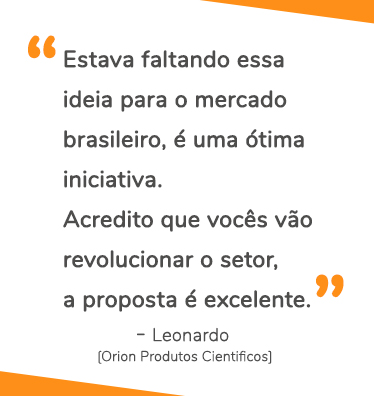 “Estava faltando essa
ideia para o mercado
brasileiro, é uma ótima
iniciativa.
Acredito que vocês vão
revolucionar o setor,
a proposta é excelente.”
– Leonardo
[Orion Produtos Cientificos]